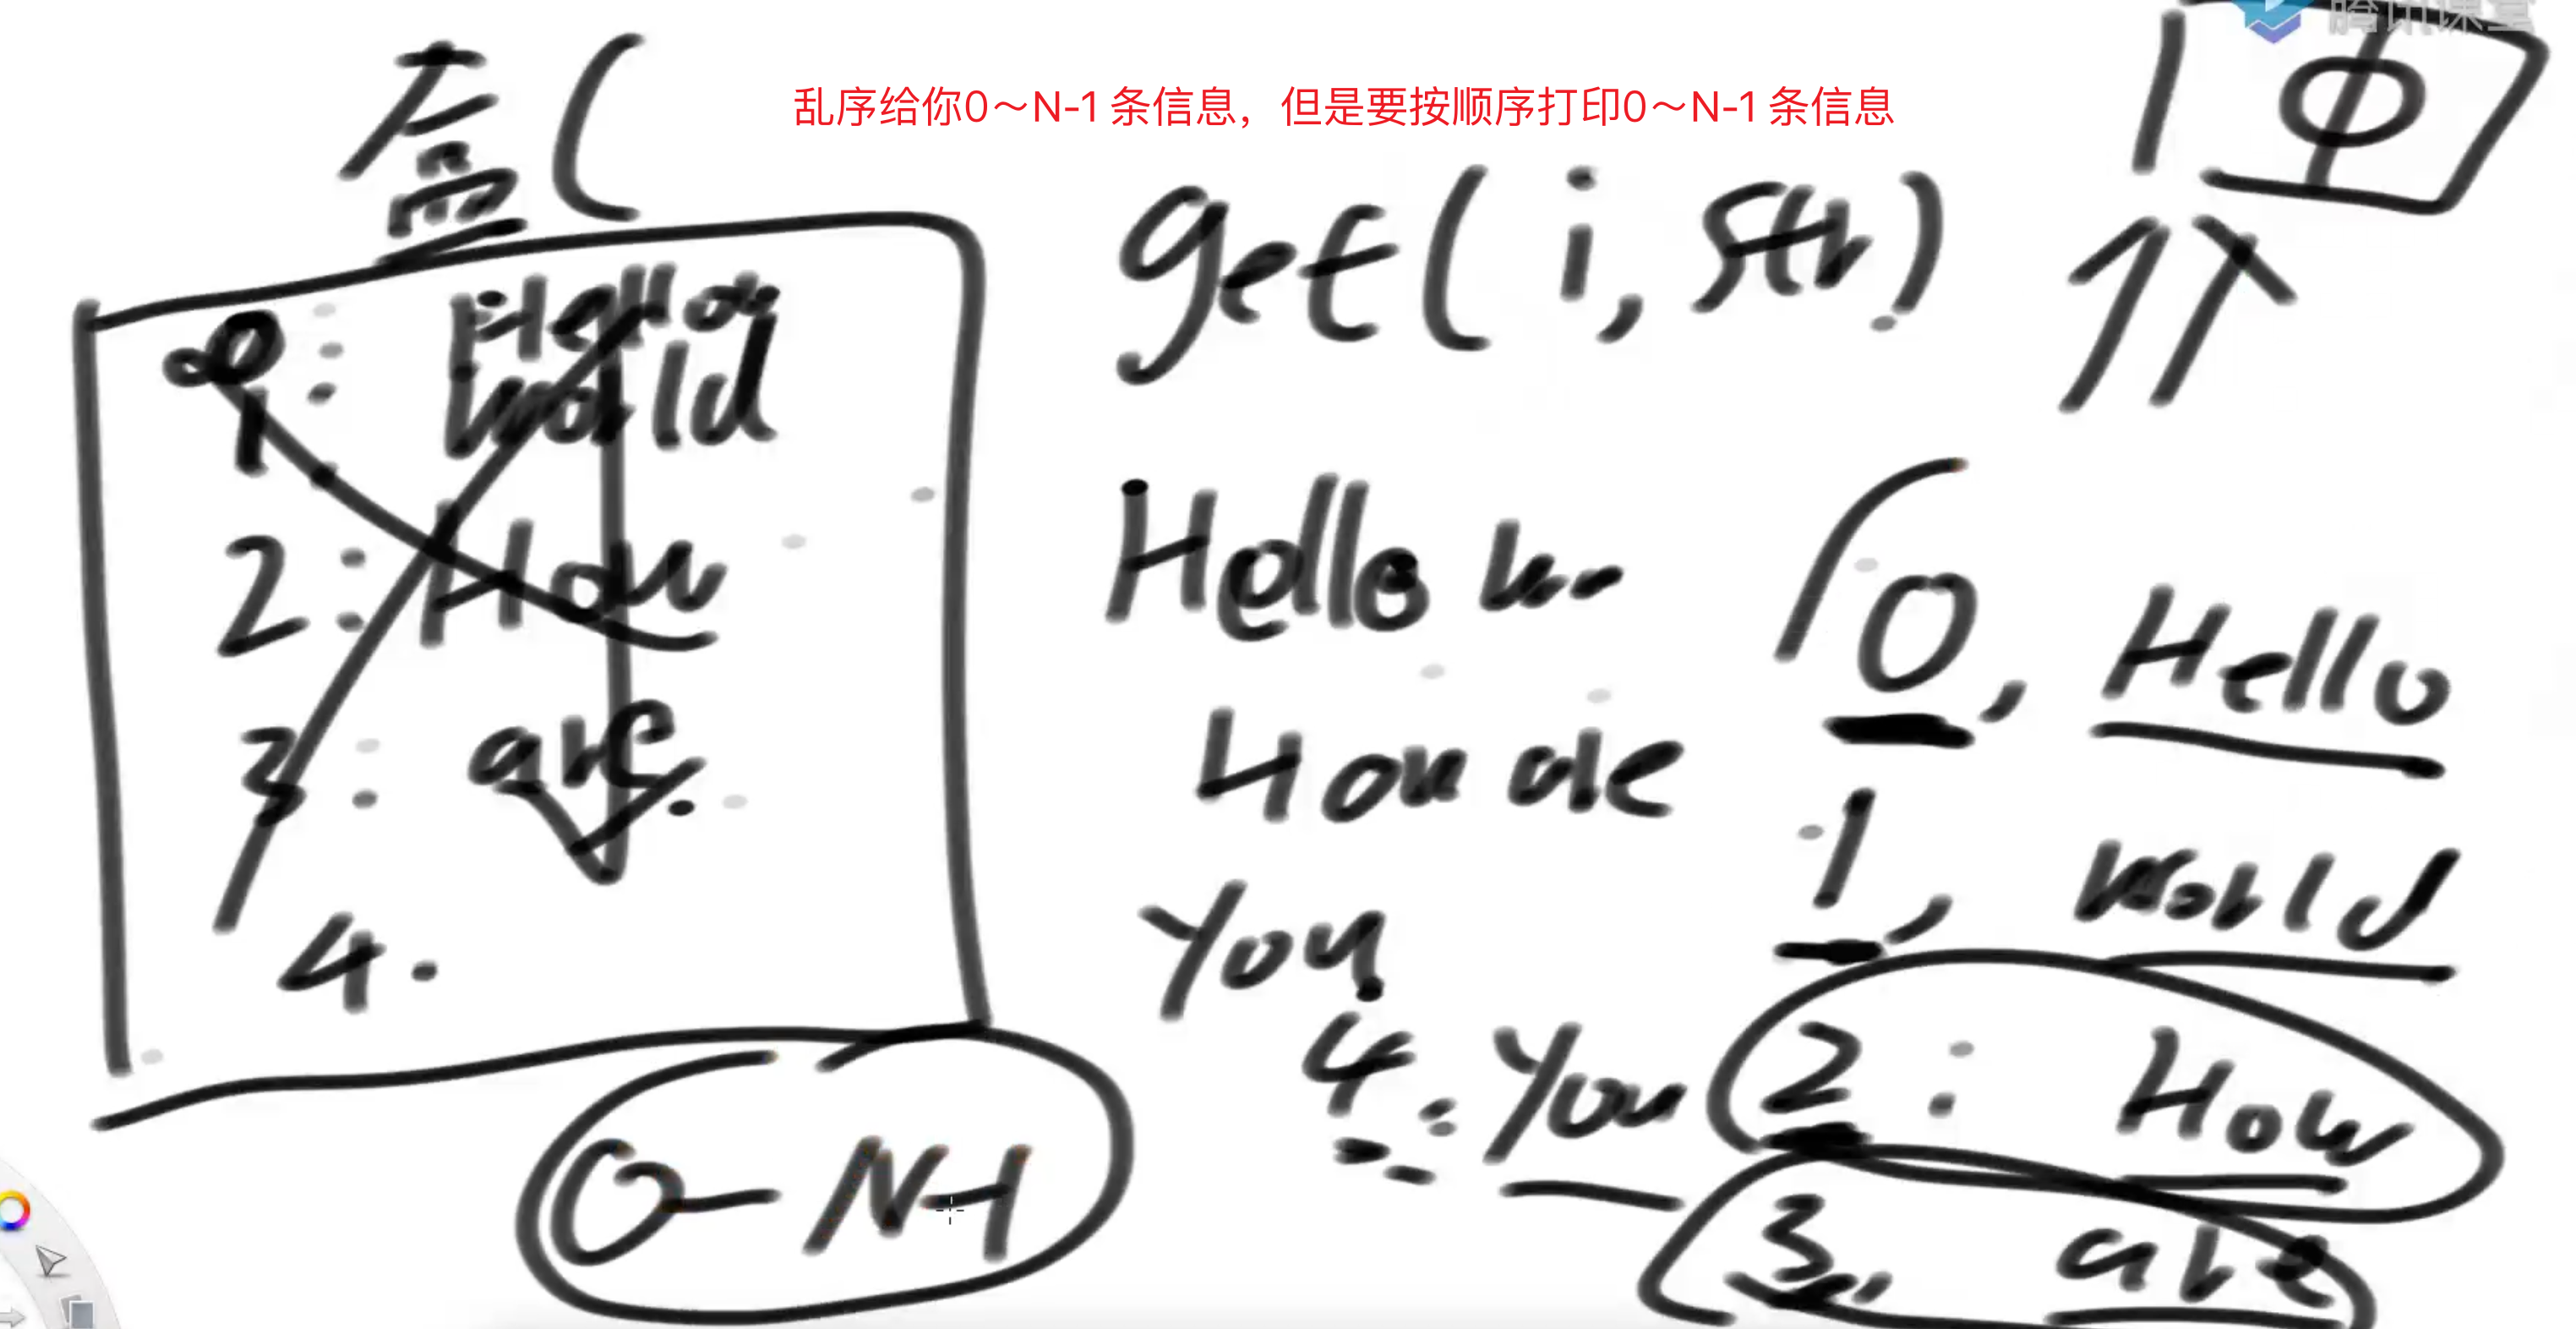 腾讯课堂
盒(
乱序给你0～N-1 条信息，但是要按顺序打印0～N-1 条信息
1 中
get(i, str)
0: Hello
1: World
2: How
3: are
4.
0-N-1
Hello w
How are
You
4: You
0, Hello
1, World
2: How
3, are